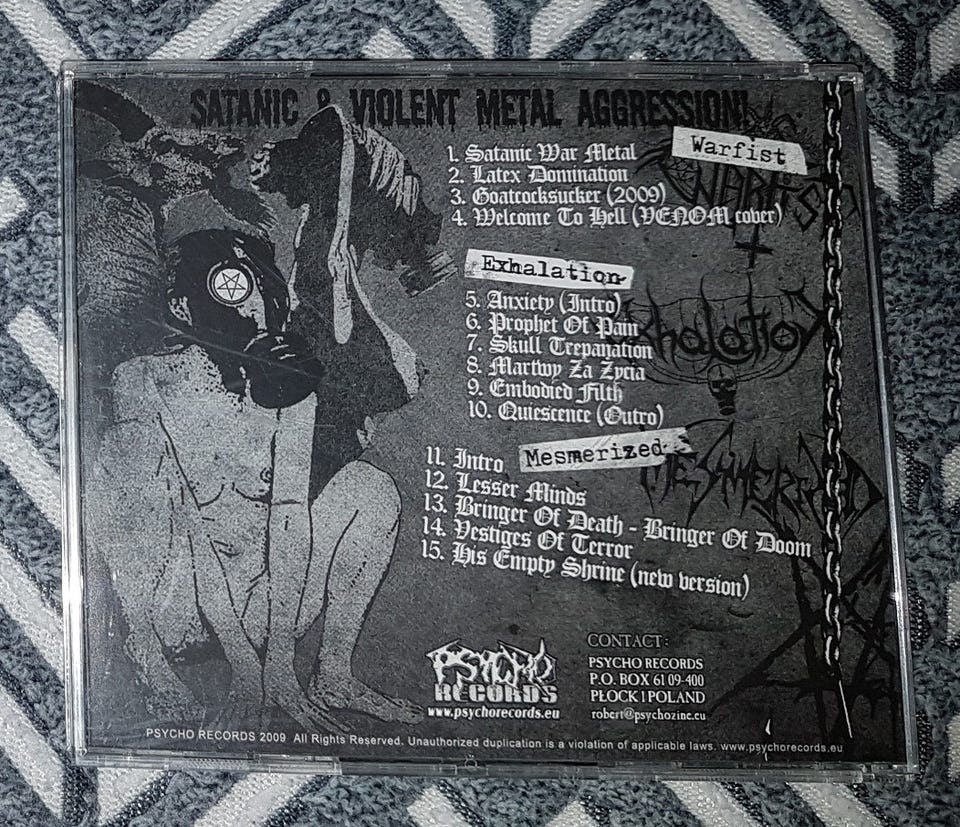 SATANIC & VIOLENT METAL AGGRESSION!
Warfist
1. Satanic War Metal
2. Latex Domination
3. Goatcocksucker (2009)
4. Welcome To Hell (VENOM cover)
WARFIST
Exhalation
5. Anxiety (Intro)
6. Prophet Of Pain
7. Skull Trepanation
8. Martwy Za Życia
9. Embodied Filth
10. Quiescence (Outro)
Exhalation
Mesmerized
11. Intro
12. Lesser Minds
13. Bringer Of Death - Bringer Of Doom
14. Vestiges Of Terror
15. His Empty Shrine (new version)
MESMERIZED
PSYCHO
RECORDS
www.psychorecords.eu
CONTACT:
PSYCHO RECORDS
P.O. BOX 61 09-400
PŁOCK 1 POLAND
robert@psychozine.eu
PSYCHO RECORDS 2009 All Rights Reserved. Unauthorized duplication is a violation of applicable laws. www.psychorecords.eu